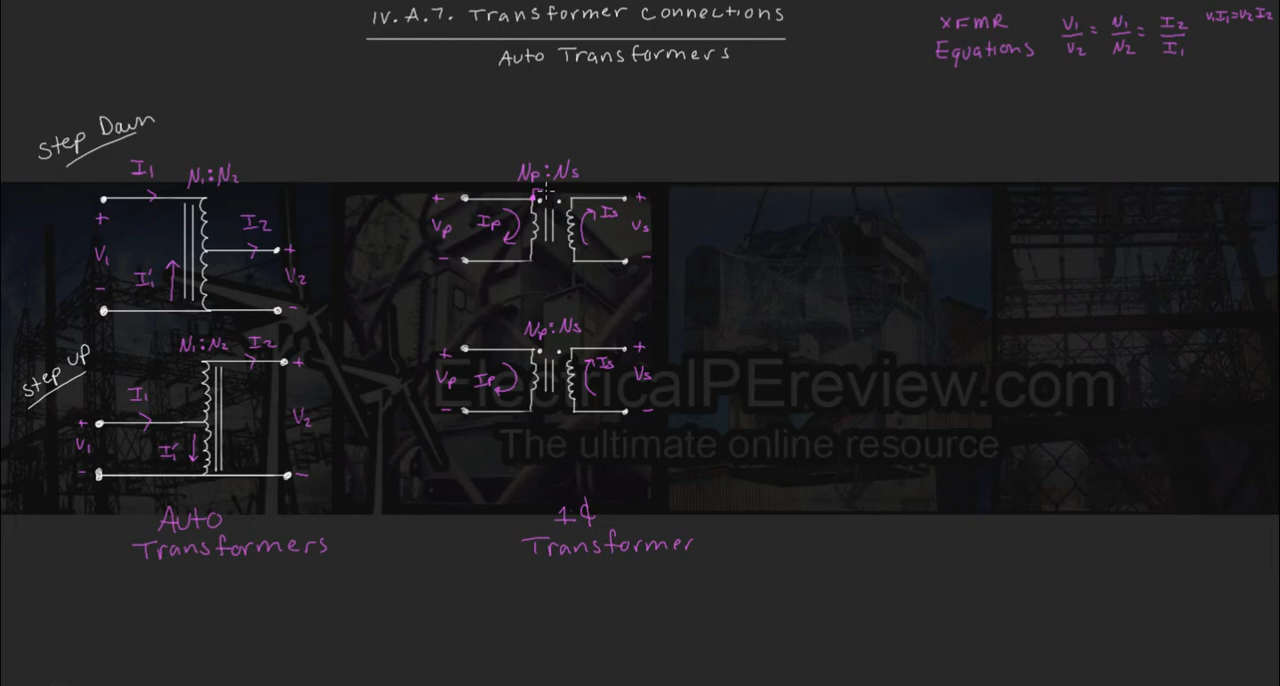 IV. A.7. Transformer Connections
Auto Transformers
XFMR
Equations
V1/V2 = N1/N2 = I2/I1
V1I1=V2I2
Step Down
I1
N1:N2
I2
+
V1
-
I1'
+
V2
-
Np:Ns
+
Vp
-
Ip
Is
+
Vs
-
Step up
N1:N2
I2
+
I1
V2
+
V1
-
I1'
-
Np:Ns
+
Vp
-
Ip
Is
+
Vs
-
ElectricalPEreview.com
The ultimate online resource
Auto
Transformers
1¢
Transformer